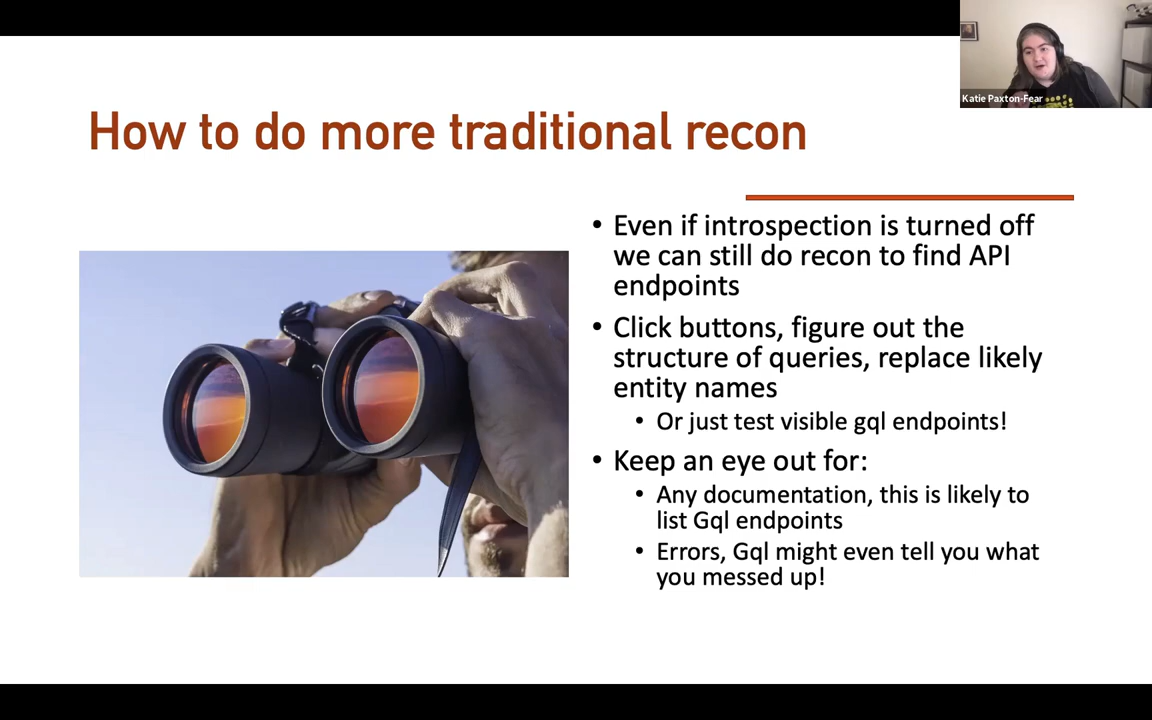 Katie Paxton-Fear
How to do more traditional recon
• Even if introspection is turned off
we can still do recon to find API
endpoints
• Click buttons, figure out the
structure of queries, replace likely
entity names
• Or just test visible gql endpoints!
• Keep an eye out for:
• Any documentation, this is likely to
list Gql endpoints
• Errors, Gql might even tell you what
you messed up!